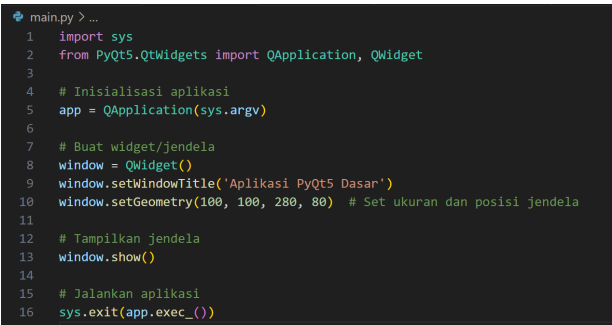 main.py > ...
1 import sys
2 from PyQt5.QtWidgets import QApplication, QWidget
3
4 # Inisialisasi aplikasi
5 app = QApplication(sys.argv)
6
7 # Buat widget/jendela
8 window = QWidget()
9 window.setWindowTitle('Aplikasi PyQt5 Dasar')
10 window.setGeometry(100, 100, 280, 80)  # Set ukuran dan posisi jendela
11
12 # Tampilkan jendela
13 window.show()
14
15 # Jalankan aplikasi
16 sys.exit(app.exec_())